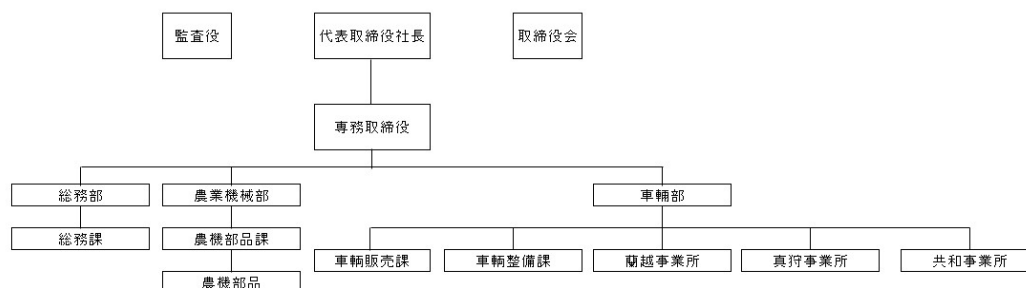 監査役
代表取締役社長
取締役会
専務取締役
総務部
農業機械部
車輌部
総務課
農機部品課
車輌販売課
車輌整備課
蘭越事業所
真狩事業所
共和事業所
農機部品